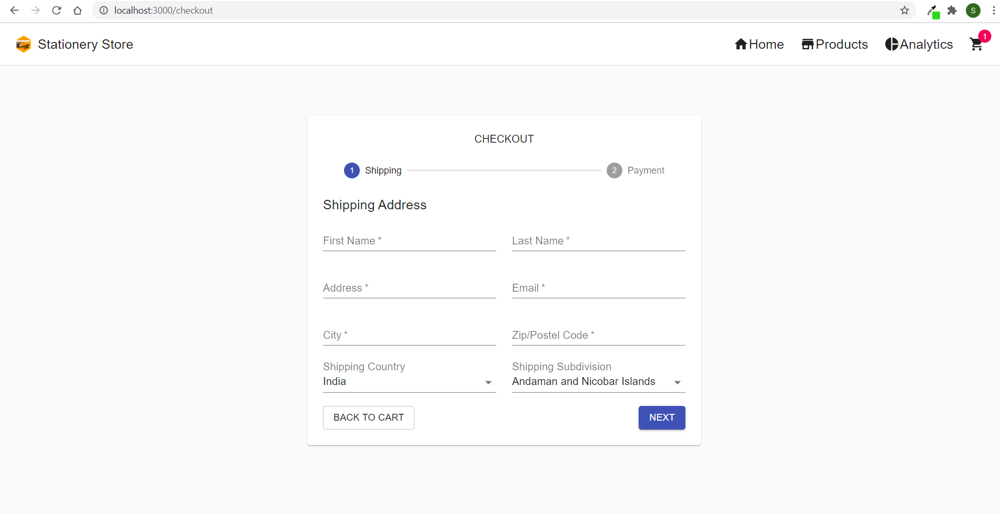 localhost:3000/checkout
S
Stationery Store
Home Products Analytics 1
CHECKOUT
1 Shipping 2 Payment
Shipping Address
First Name * Last Name *
Address * Email *
City * Zip/Postel Code *
Shipping Country Shipping Subdivision
India Andaman and Nicobar Islands
BACK TO CART NEXT